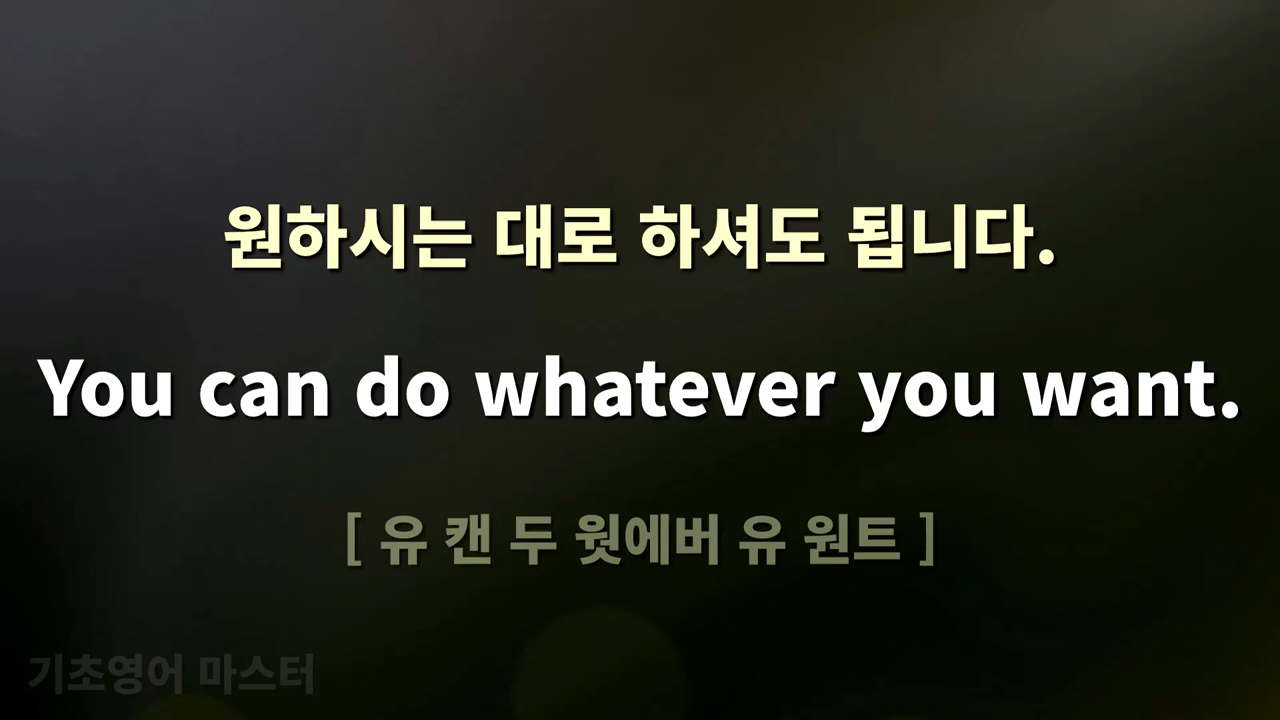 원하시는 대로 하셔도 됩니다.
You can do whatever you want.
[ 유 캔 두 웟에버 유 원트 ]
기초영어 마스터